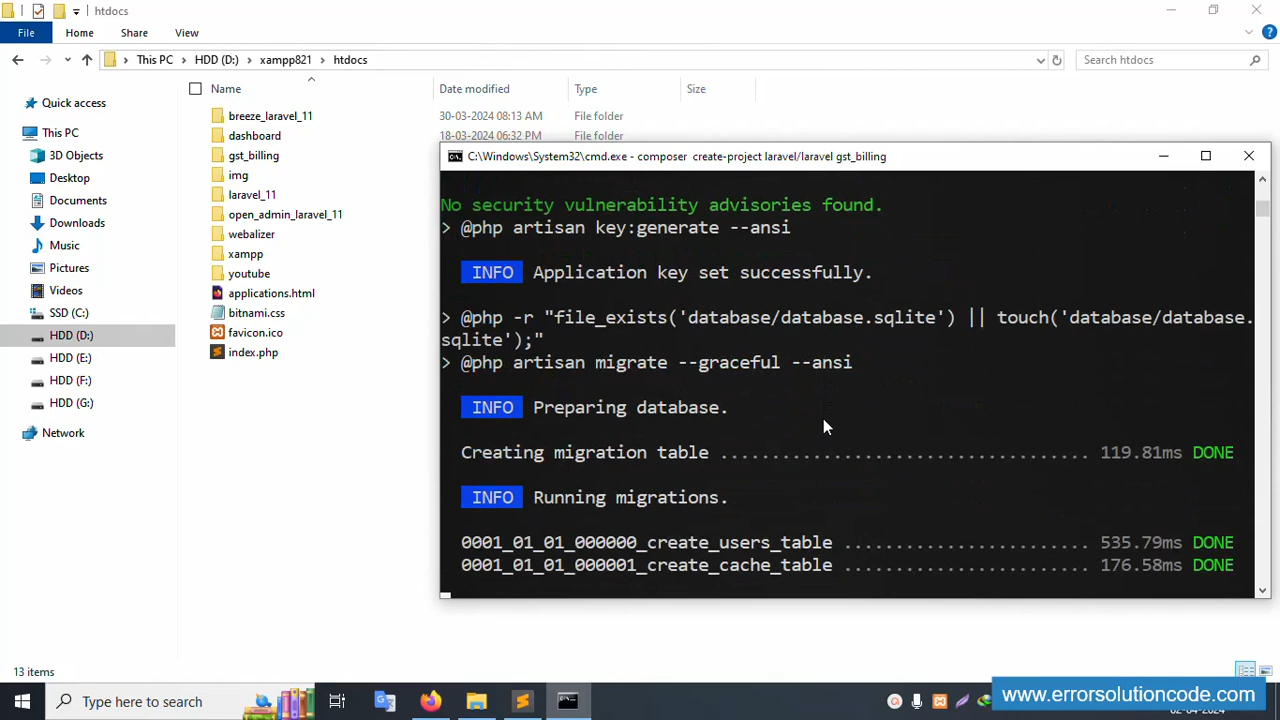 htdocs
File Home Share View
This PC HDD (D:) xampp821 htdocs
Search htdocs
Name Date modified Type Size
Quick access
This PC
3D Objects
Desktop
Documents
Downloads
Music
Pictures
Videos
SSD (C:)
HDD (D:)
HDD (E:)
HDD (F:)
HDD (G:)
Network
breeze_laravel_11 30-03-2024 08:13 AM File folder
dashboard 18-03-2024 06:32 PM File folder
gst_billing
img
laravel_11
open_admin_laravel_11
webalizer
xampp
youtube
applications.html
bitnami.css
favicon.ico
index.php
C:\Windows\System32\cmd.exe - composer create-project laravel/laravel gst_billing
No security vulnerability advisories found.
> @php artisan key:generate --ansi
INFO Application key set successfully.
> @php -r "file_exists('database/database.sqlite') || touch('database/database.
sqlite');"
> @php artisan migrate --graceful --ansi
INFO Preparing database.
Creating migration table .................................... 119.81ms DONE
INFO Running migrations.
0001_01_01_000000_create_users_table ........................ 535.79ms DONE
0001_01_01_000001_create_cache_table ........................ 176.58ms DONE
13 items
Type here to search
www.errorsolutioncode.com